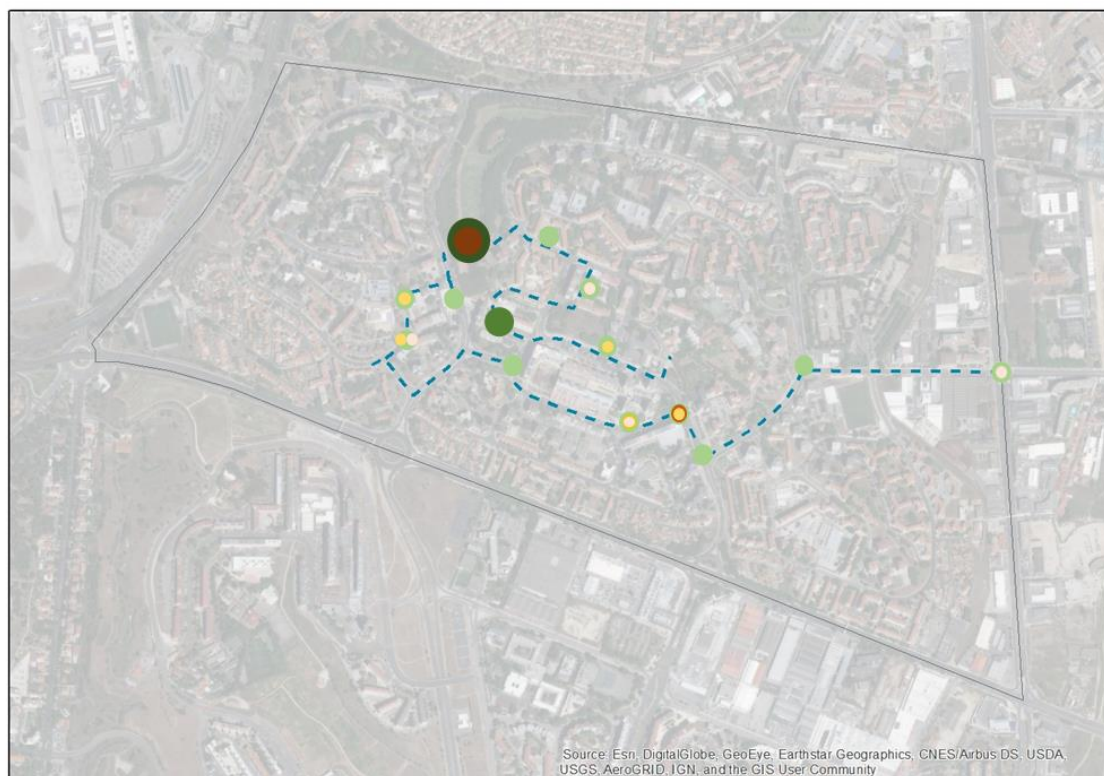 Source: Esri, DigitalGlobe, GeoEye, Earthstar Geographics, CNES/Airbus DS, USDA,
USGS, AeroGRID, IGN, and the GIS User Community